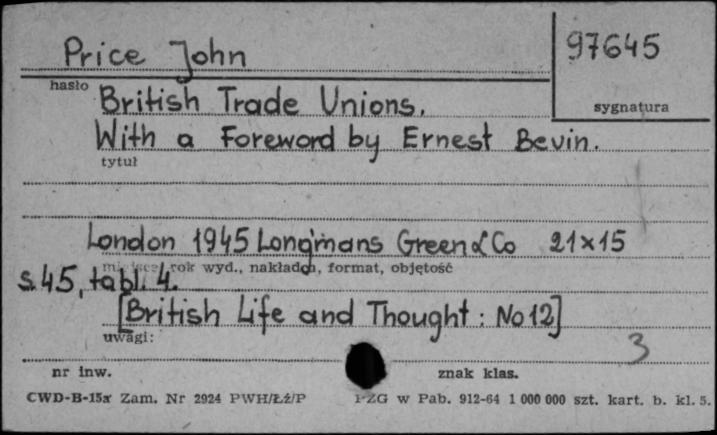 Price John
97645
hasło
British Trade Unions.
sygnatura
With a Foreword by Ernest Bevin.
tytuł
London 1945 Longmans Green & Co 21×15
miejsce, rok wyd., nakładca, format, objętość
s. 45, tabl. 4.
[British Life and Thought : No 12]
uwagi:
3
nr inw.
znak klas.
CWD-B-15a Zam. Nr 2924 PWH/Łż/P PZG w Pab. 912-64 1 000 000 szt. kart. b. kl. 5.